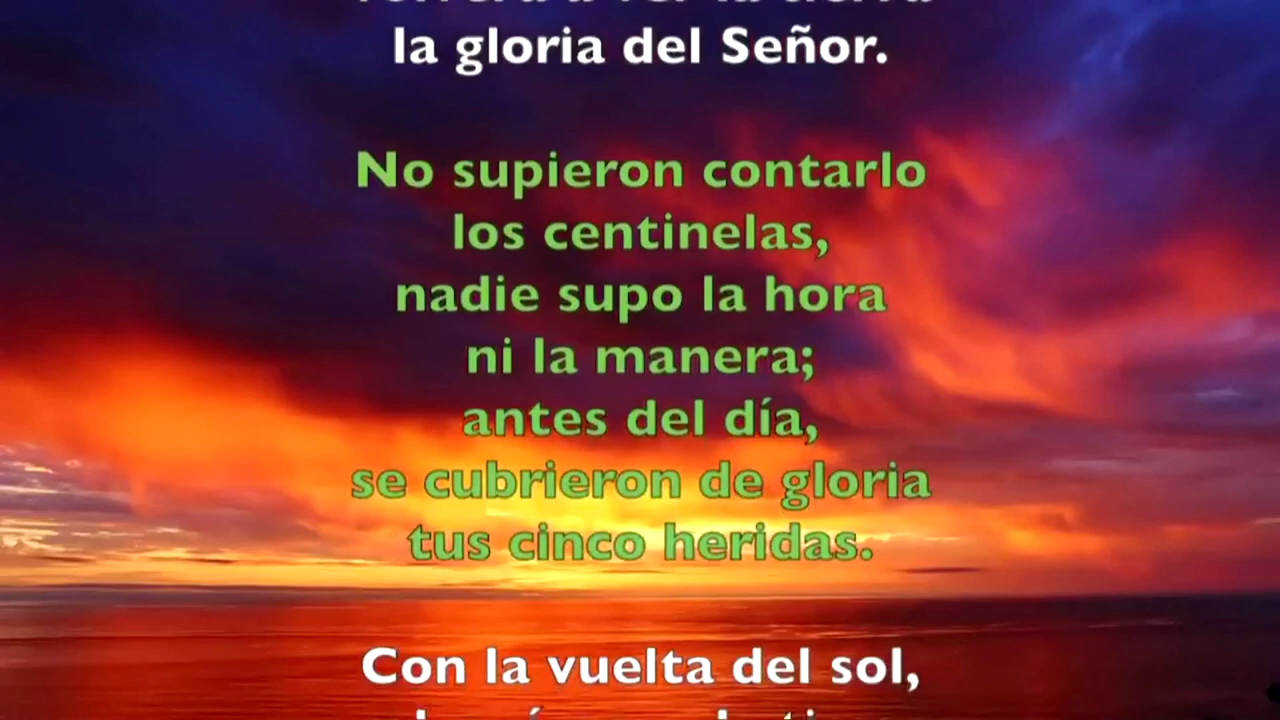 la gloria del Señor.
No supieron contarlo
los centinelas,
nadie supo la hora
ni la manera;
antes del día,
se cubrieron de gloria
tus cinco heridas.
Con la vuelta del sol,